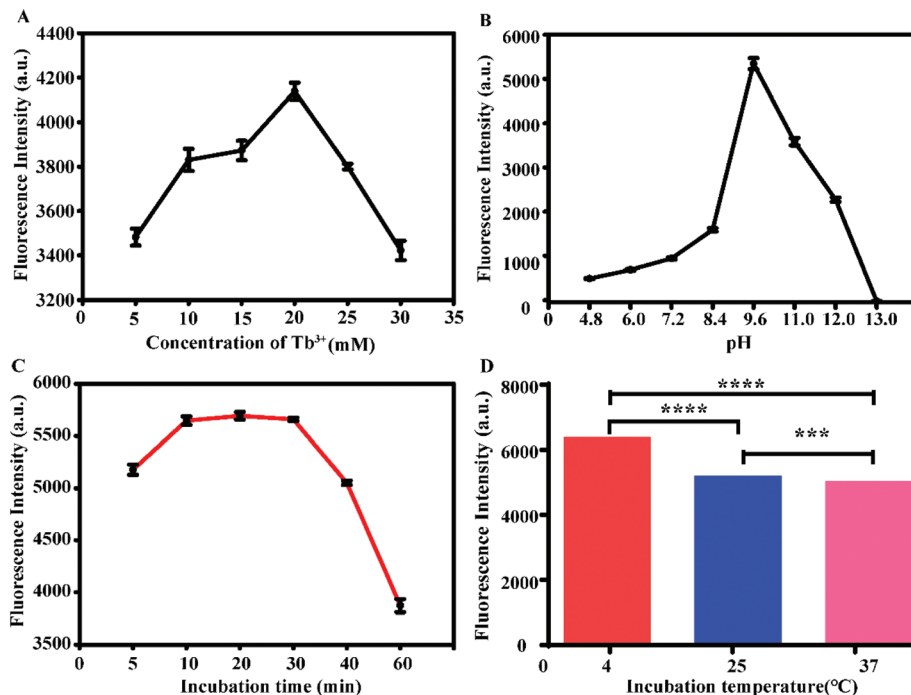 A
Fluorescence Intensity (a.u.)
4400
4200
4000
3800
3600
3400
3200
0 5 10 15 20 25 30 35
Concentration of Tb³⁺(mM)
B
Fluorescence Intensity (a.u.)
6000
5000
4000
3000
2000
1000
0
0 4.8 6.0 7.2 8.4 9.6 11.0 12.0 13.0
pH
C
Fluorescence Intensity (a.u.)
6000
5500
5000
4500
4000
3500
0 5 10 20 30 40 60
Incubation time (min)
D
Fluorescence Intensity (a.u.)
8000
6000
4000
2000
0
****
****
***
0 4 25 37
Incubation temperature(°C)